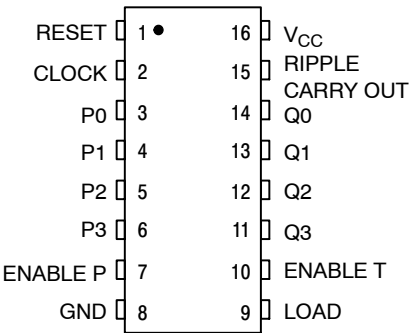 RESET 1 16 VCC
CLOCK 2 15 RIPPLE
CARRY OUT
P0 3 14 Q0
P1 4 13 Q1
P2 5 12 Q2
P3 6 11 Q3
ENABLE P 7 10 ENABLE T
GND 8 9 LOAD